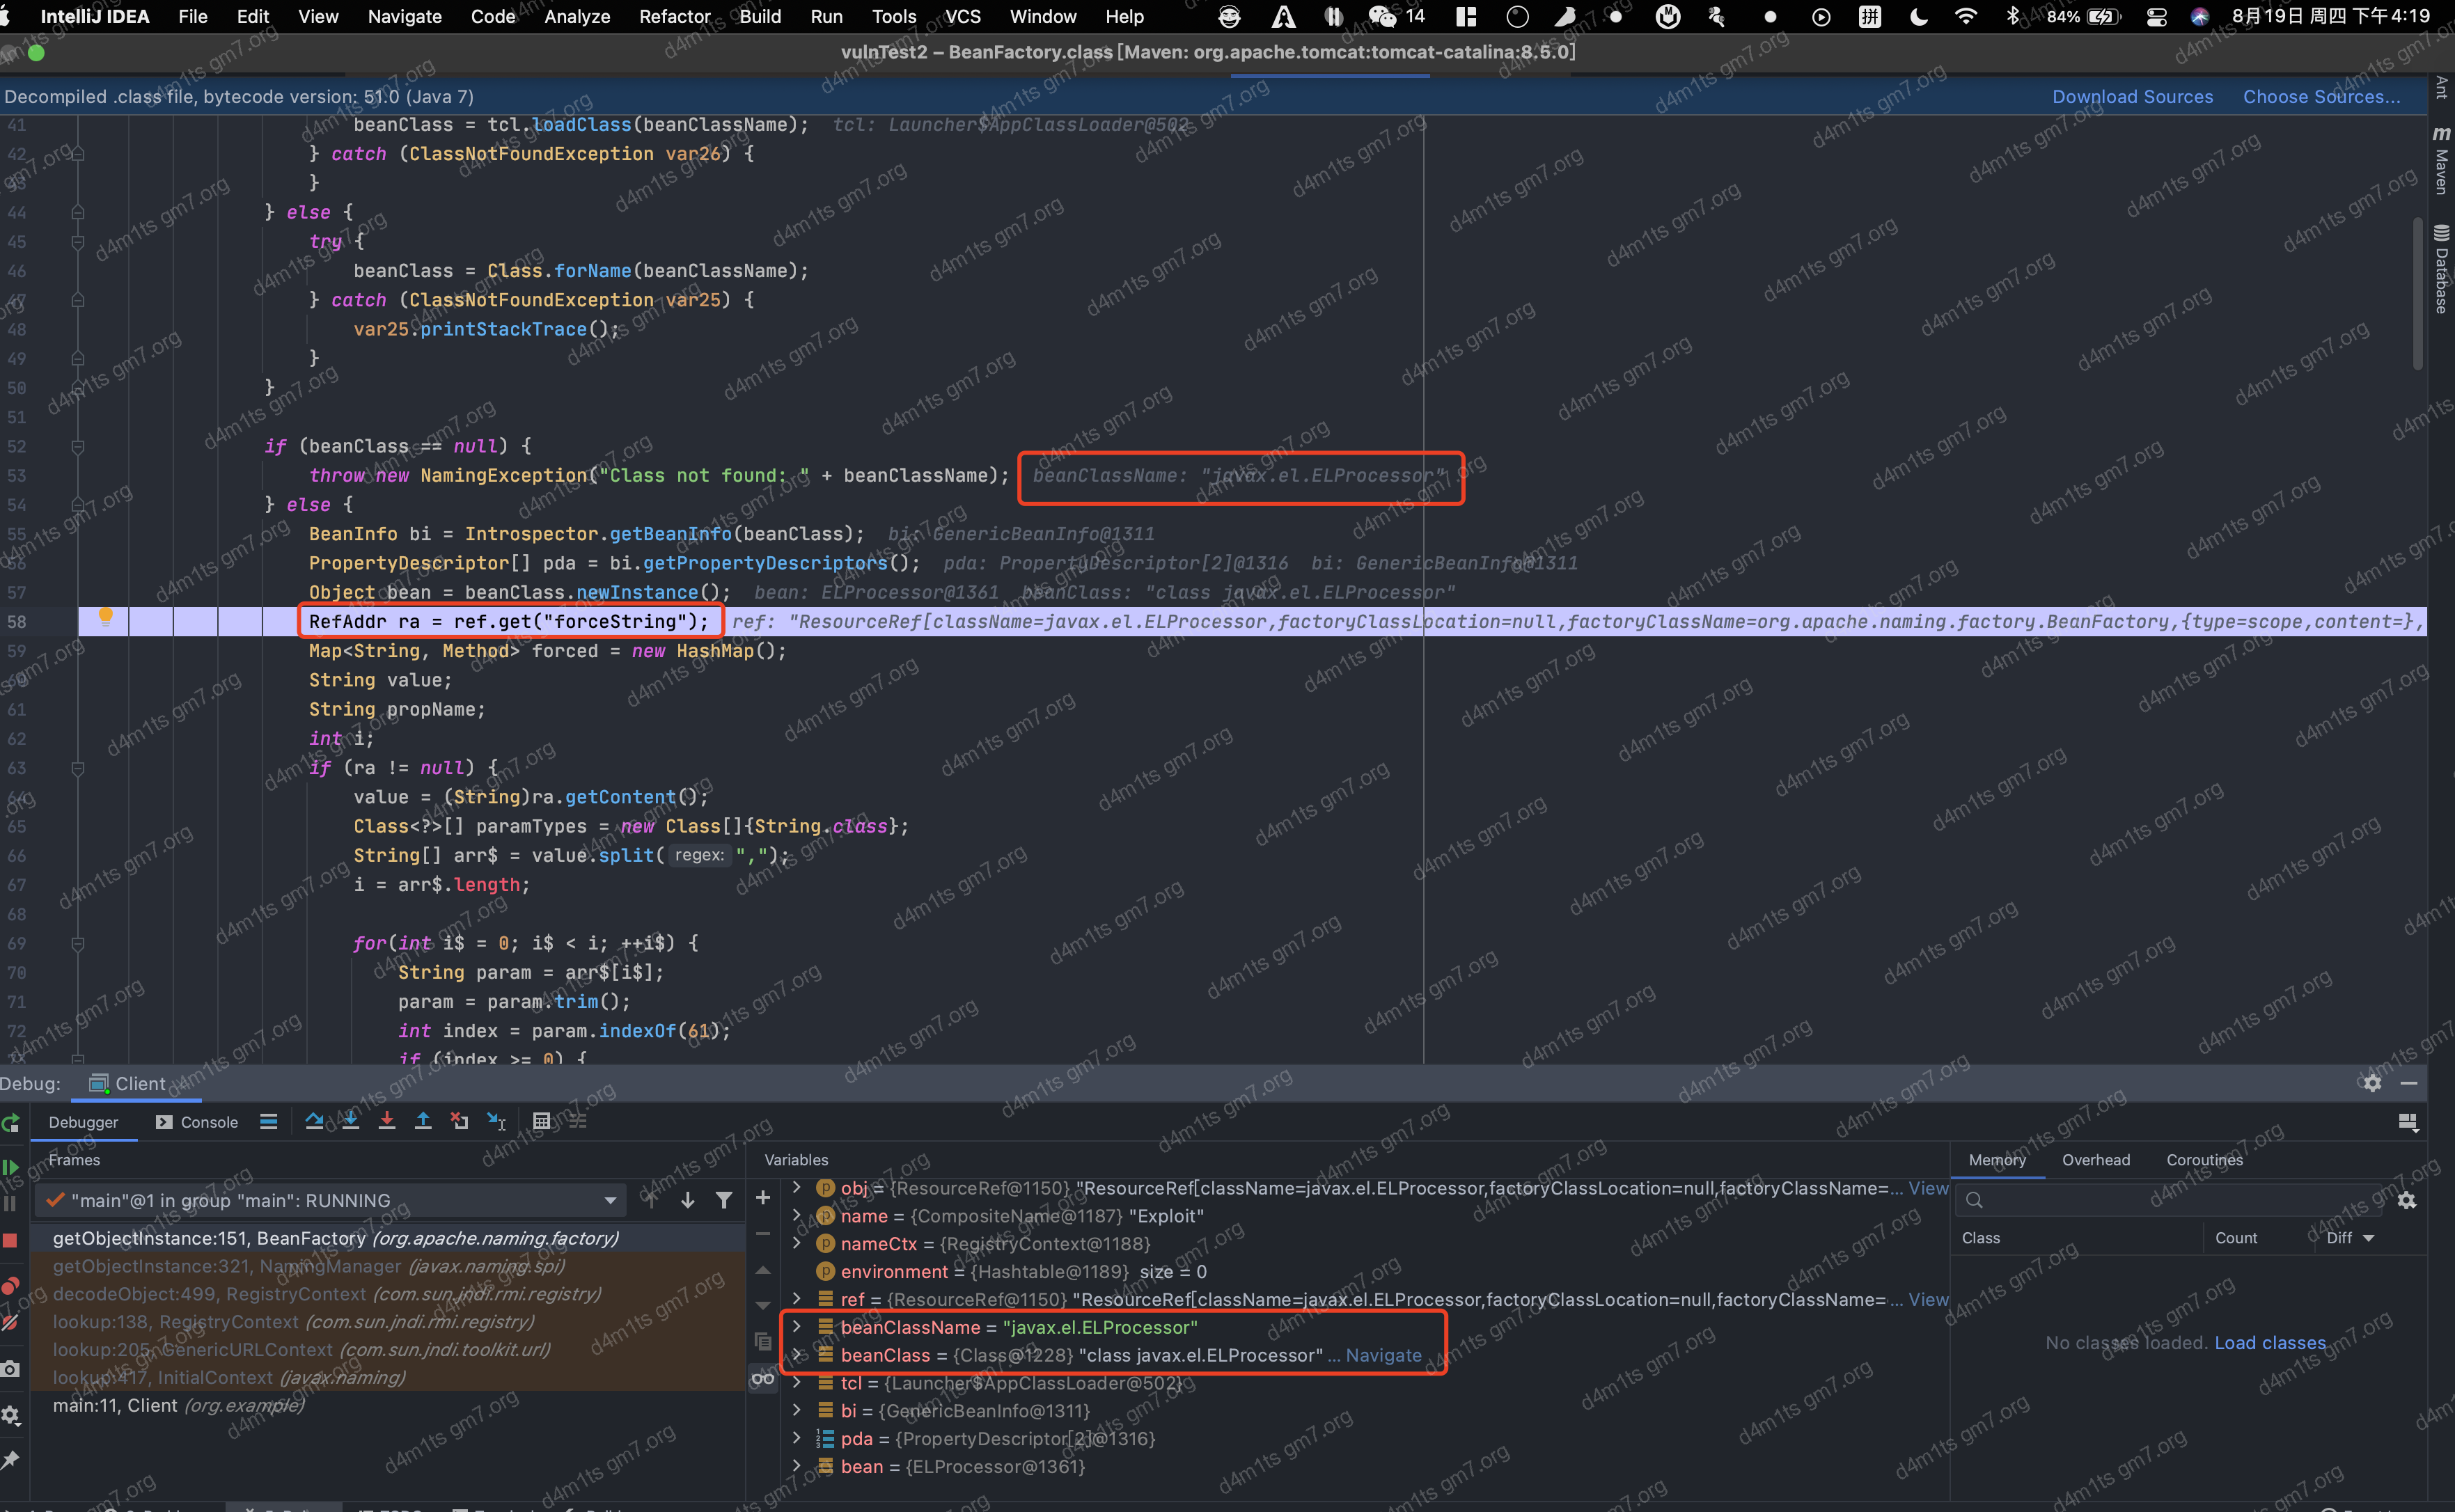 IntelliJ IDEA File Edit View Navigate Code Analyze Refactor Build Run Tools VCS Window Help 14 拼 84% 8月19日 周四 下午4:19
vulnTest2 – BeanFactory.class [Maven: org.apache.tomcat:tomcat-catalina:8.5.0]
Decompiled .class file, bytecode version: 51.0 (Java 7) Download Sources Choose Sources...
Ant
Maven
Database
41 beanClass = tcl.loadClass(beanClassName); tcl: Launcher$AppClassLoader@502
42 } catch (ClassNotFoundException var26) {
}
44 } else {
45 try {
46 beanClass = Class.forName(beanClassName);
47 } catch (ClassNotFoundException var25) {
48 var25.printStackTrace();
49 }
50 }
51
52 if (beanClass == null) {
53 throw new NamingException("Class not found: " + beanClassName); beanClassName: "javax.el.ELProcessor"
54 } else {
55 BeanInfo bi = Introspector.getBeanInfo(beanClass); bi: GenericBeanInfo@1311
56 PropertyDescriptor[] pda = bi.getPropertyDescriptors(); pda: PropertyDescriptor[2]@1316 bi: GenericBeanInfo@1311
57 Object bean = beanClass.newInstance(); bean: ELProcessor@1361 beanClass: "class javax.el.ELProcessor"
58 RefAddr ra = ref.get("forceString"); ref: "ResourceRef[className=javax.el.ELProcessor,factoryClassLocation=null,factoryClassName=org.apache.naming.factory.BeanFactory,{type=scope,content=},
59 Map<String, Method> forced = new HashMap();
String value;
61 String propName;
62 int i;
63 if (ra != null) {
value = (String)ra.getContent();
65 Class<?>[] paramTypes = new Class[]{String.class};
66 String[] arr$ = value.split( regex: ",");
67 i = arr$.length;
68
69 for(int i$ = 0; i$ < i; ++i$) {
70 String param = arr$[i$];
71 param = param.trim();
72 int index = param.indexOf(61);
if (index >= 0) {
Debug: Client
Debugger Console
Frames
"main"@1 in group "main": RUNNING
getObjectInstance:151, BeanFactory (org.apache.naming.factory)
getObjectInstance:321, NamingManager (javax.naming.spi)
decodeObject:499, RegistryContext (com.sun.jndi.rmi.registry)
lookup:138, RegistryContext (com.sun.jndi.rmi.registry)
lookup:205, GenericURLContext (com.sun.jndi.toolkit.url)
lookup:417, InitialContext (javax.naming)
main:11, Client (org.example)
Variables
obj = {ResourceRef@1150} "ResourceRef[className=javax.el.ELProcessor,factoryClassLocation=null,factoryClassName=... View
name = {CompositeName@1187} "Exploit"
nameCtx = {RegistryContext@1188}
environment = {Hashtable@1189} size = 0
ref = {ResourceRef@1150} "ResourceRef[className=javax.el.ELProcessor,factoryClassLocation=null,factoryClassName=... View
beanClassName = "javax.el.ELProcessor"
beanClass = {Class@1228} "class javax.el.ELProcessor" ... Navigate
tcl = {Launcher$AppClassLoader@502}
bi = {GenericBeanInfo@1311}
pda = {PropertyDescriptor[2]@1316}
bean = {ELProcessor@1361}
Memory Overhead Coroutines
Class Count Diff
No classes loaded. Load classes
d4m1ts gm7.org